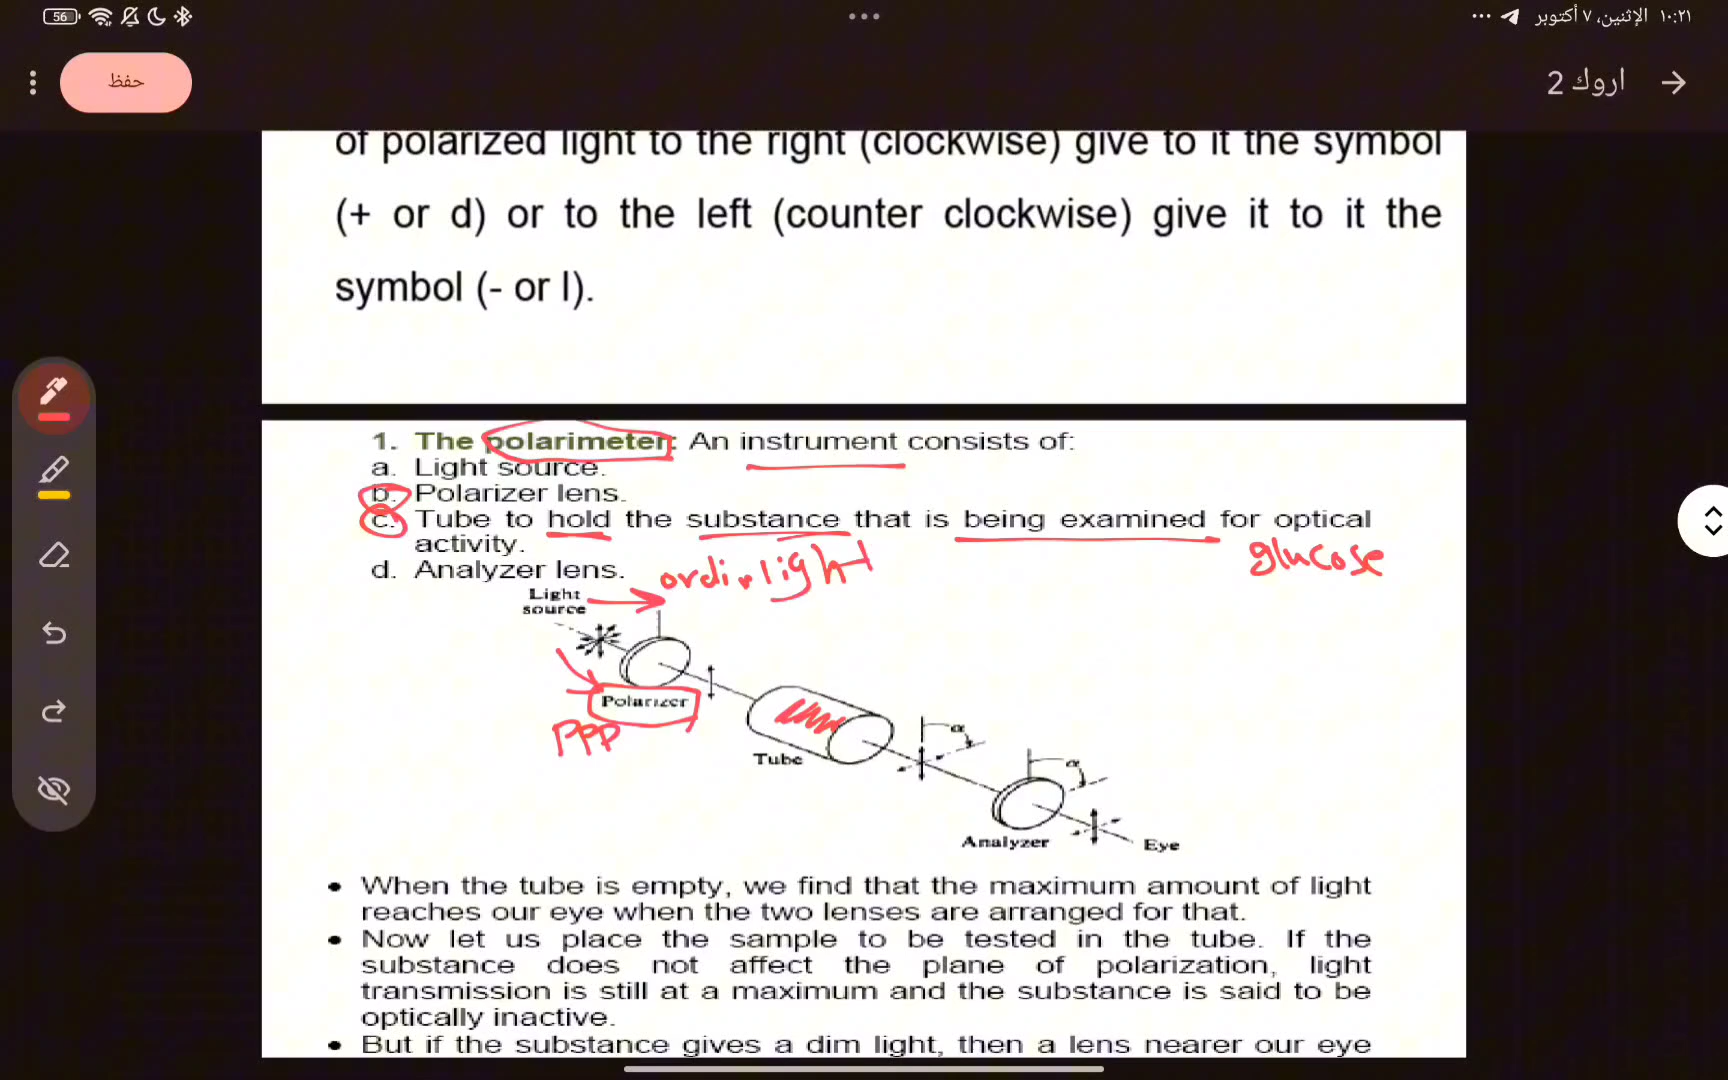 56
١٠:٢١ الإثنين، ٧ أكتوبر
حفظ
اروك 2
of polarized light to the right (clockwise) give to it the symbol
(+ or d) or to the left (counter clockwise) give it to it the
symbol (- or l).
1. The polarimeter: An instrument consists of:
a. Light source.
b. Polarizer lens.
c. Tube to hold the substance that is being examined for optical
activity.
glucose
d. Analyzer lens.
ordi. light
Light
source
Polarizer
PPP
Tube
α
α
Analyzer
Eye
• When the tube is empty, we find that the maximum amount of light
reaches our eye when the two lenses are arranged for that.
• Now let us place the sample to be tested in the tube. If the
substance does not affect the plane of polarization, light
transmission is still at a maximum and the substance is said to be
optically inactive.
• But if the substance gives a dim light, then a lens nearer our eye